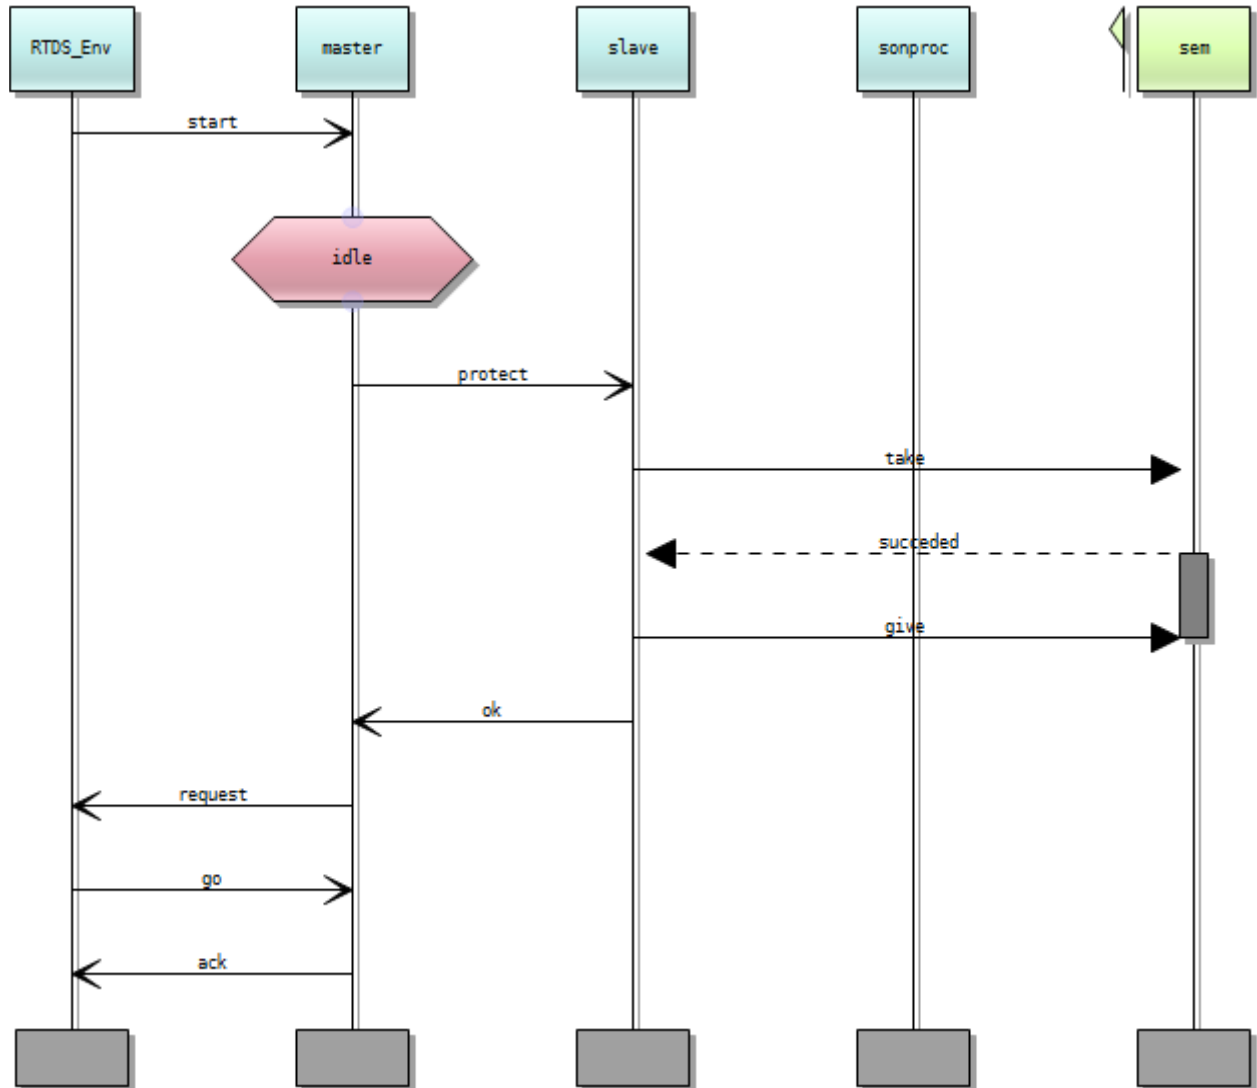 RTDS_Env
master
slave
sonproc
sem
start
idle
protect
take
succeded
give
ok
request
go
ack